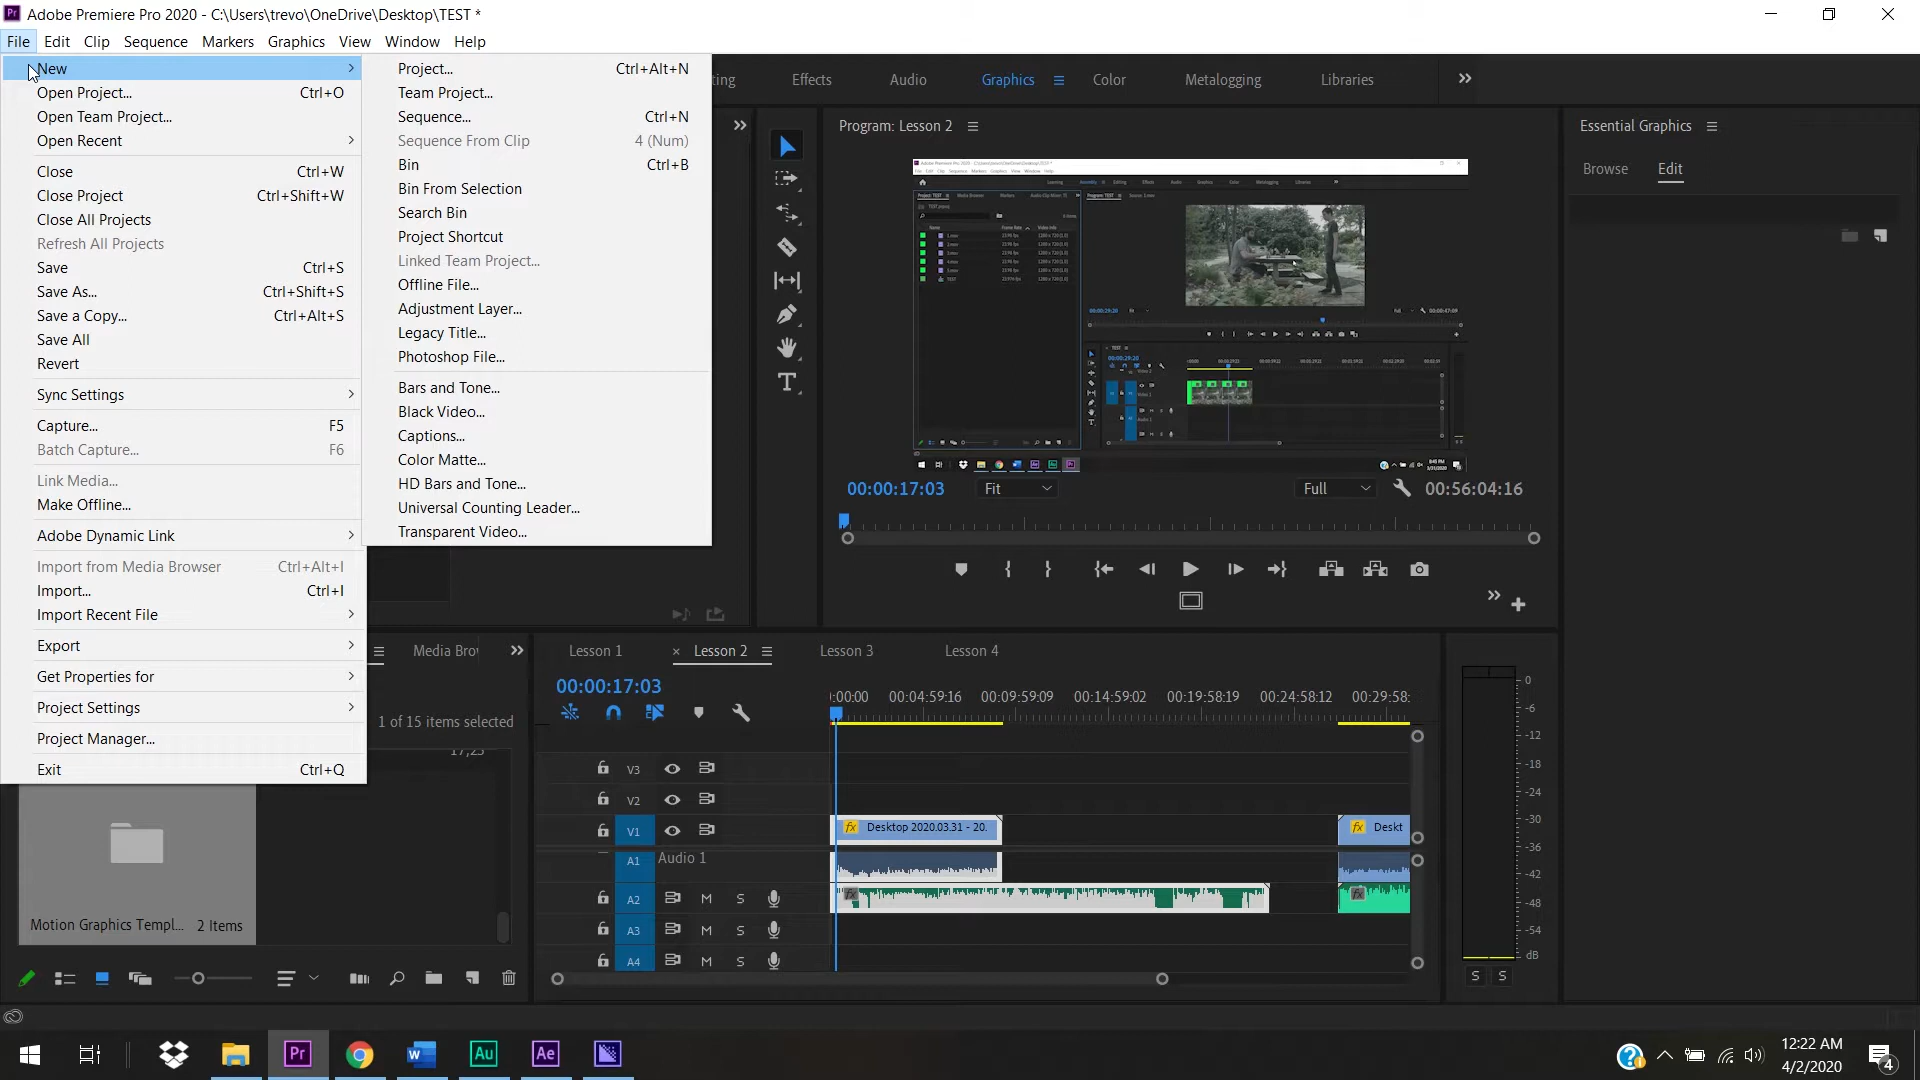 Adobe Premiere Pro 2020 - C:\Users\trevo\OneDrive\Desktop\TEST *
File Edit Clip Sequence Markers Graphics View Window Help
New
Open Project... Ctrl+O
Open Team Project...
Open Recent
Close Ctrl+W
Close Project Ctrl+Shift+W
Close All Projects
Refresh All Projects
Save Ctrl+S
Save As... Ctrl+Shift+S
Save a Copy... Ctrl+Alt+S
Save All
Revert
Sync Settings
Capture... F5
Batch Capture... F6
Link Media...
Make Offline...
Adobe Dynamic Link
Import from Media Browser Ctrl+Alt+I
Import... Ctrl+I
Import Recent File
Export
Get Properties for
Project Settings
Project Manager...
Exit Ctrl+Q
Project... Ctrl+Alt+N
Team Project...
Sequence... Ctrl+N
Sequence From Clip 4 (Num)
Bin Ctrl+B
Bin From Selection
Search Bin
Project Shortcut
Linked Team Project...
Offline File...
Adjustment Layer...
Legacy Title...
Photoshop File...
Bars and Tone...
Black Video...
Captions...
Color Matte...
HD Bars and Tone...
Universal Counting Leader...
Transparent Video...
ting Effects Audio Graphics Color Metalogging Libraries
Program: Lesson 2
00:00:17:03 Fit Full 00:56:04:16
Essential Graphics
Browse Edit
Media Brow
1 of 15 items selected
Motion Graphics Templ... 2 Items
Lesson 1 × Lesson 2 Lesson 3 Lesson 4
00:00:17:03
:00:00 00:04:59:16 00:09:59:09 00:14:59:02 00:19:58:19 00:24:58:12 00:29:58:
V3
V2
V1 fx Desktop 2020.03.31 - 20. fx Deskt
A1 Audio 1
A2 M S fx fx
A3 M S
A4 M S
0
-6
-12
-18
-24
-30
-36
-42
-48
-54
dB
S S
Pr Au Ae
12:22 AM
4/2/2020
4